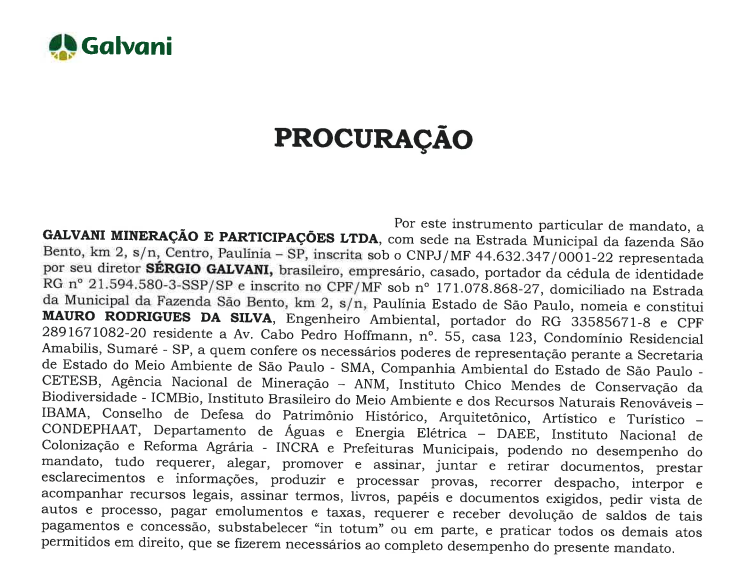 Galvani
PROCURAÇÃO
Por este instrumento particular de mandato, a
GALVANI MINERAÇÃO E PARTICIPAÇÕES LTDA, com sede na Estrada Municipal da fazenda São
Bento, km 2, s/n, Centro, Paulínia – SP, inscrita sob o CNPJ/MF 44.632.347/0001-22 representada
por seu diretor SÉRGIO GALVANI, brasileiro, empresário, casado, portador da cédula de identidade
RG nº 21.594.580-3-SSP/SP e inscrito no CPF/MF sob nº 171.078.868-27, domiciliado na Estrada
da Municipal da Fazenda São Bento, km 2, s/n, Paulínia Estado de São Paulo, nomeia e constitui
MAURO RODRIGUES DA SILVA, Engenheiro Ambiental, portador do RG 33585671-8 e CPF
2891671082-20 residente a Av. Cabo Pedro Hoffmann, nº. 55, casa 123, Condomínio Residencial
Amabilis, Sumaré - SP, a quem confere os necessários poderes de representação perante a Secretaria
de Estado do Meio Ambiente de São Paulo - SMA, Companhia Ambiental do Estado de São Paulo -
CETESB, Agência Nacional de Mineração – ANM, Instituto Chico Mendes de Conservação da
Biodiversidade - ICMBio, Instituto Brasileiro do Meio Ambiente e dos Recursos Naturais Renováveis –
IBAMA, Conselho de Defesa do Patrimônio Histórico, Arquitetônico, Artístico e Turístico –
CONDEPHAAT, Departamento de Águas e Energia Elétrica – DAEE, Instituto Nacional de
Colonização e Reforma Agrária - INCRA e Prefeituras Municipais, podendo no desempenho do
mandato, tudo requerer, alegar, promover e assinar, juntar e retirar documentos, prestar
esclarecimentos e informações, produzir e processar provas, recorrer despacho, interpor e
acompanhar recursos legais, assinar termos, livros, papéis e documentos exigidos, pedir vista de
autos e processo, pagar emolumentos e taxas, requerer e receber devolução de saldos de tais
pagamentos e concessão, substabelecer “in totum” ou em parte, e praticar todos os demais atos
permitidos em direito, que se fizerem necessários ao completo desempenho do presente mandato.